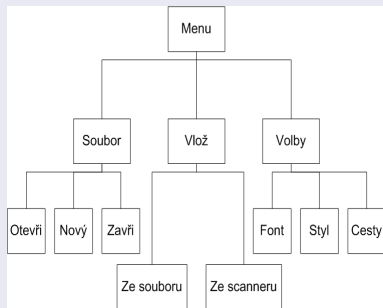 Menu
Soubor
Vlož
Volby
Otevři
Nový
Zavři
Font
Styl
Cesty
Ze souboru
Ze scanneru